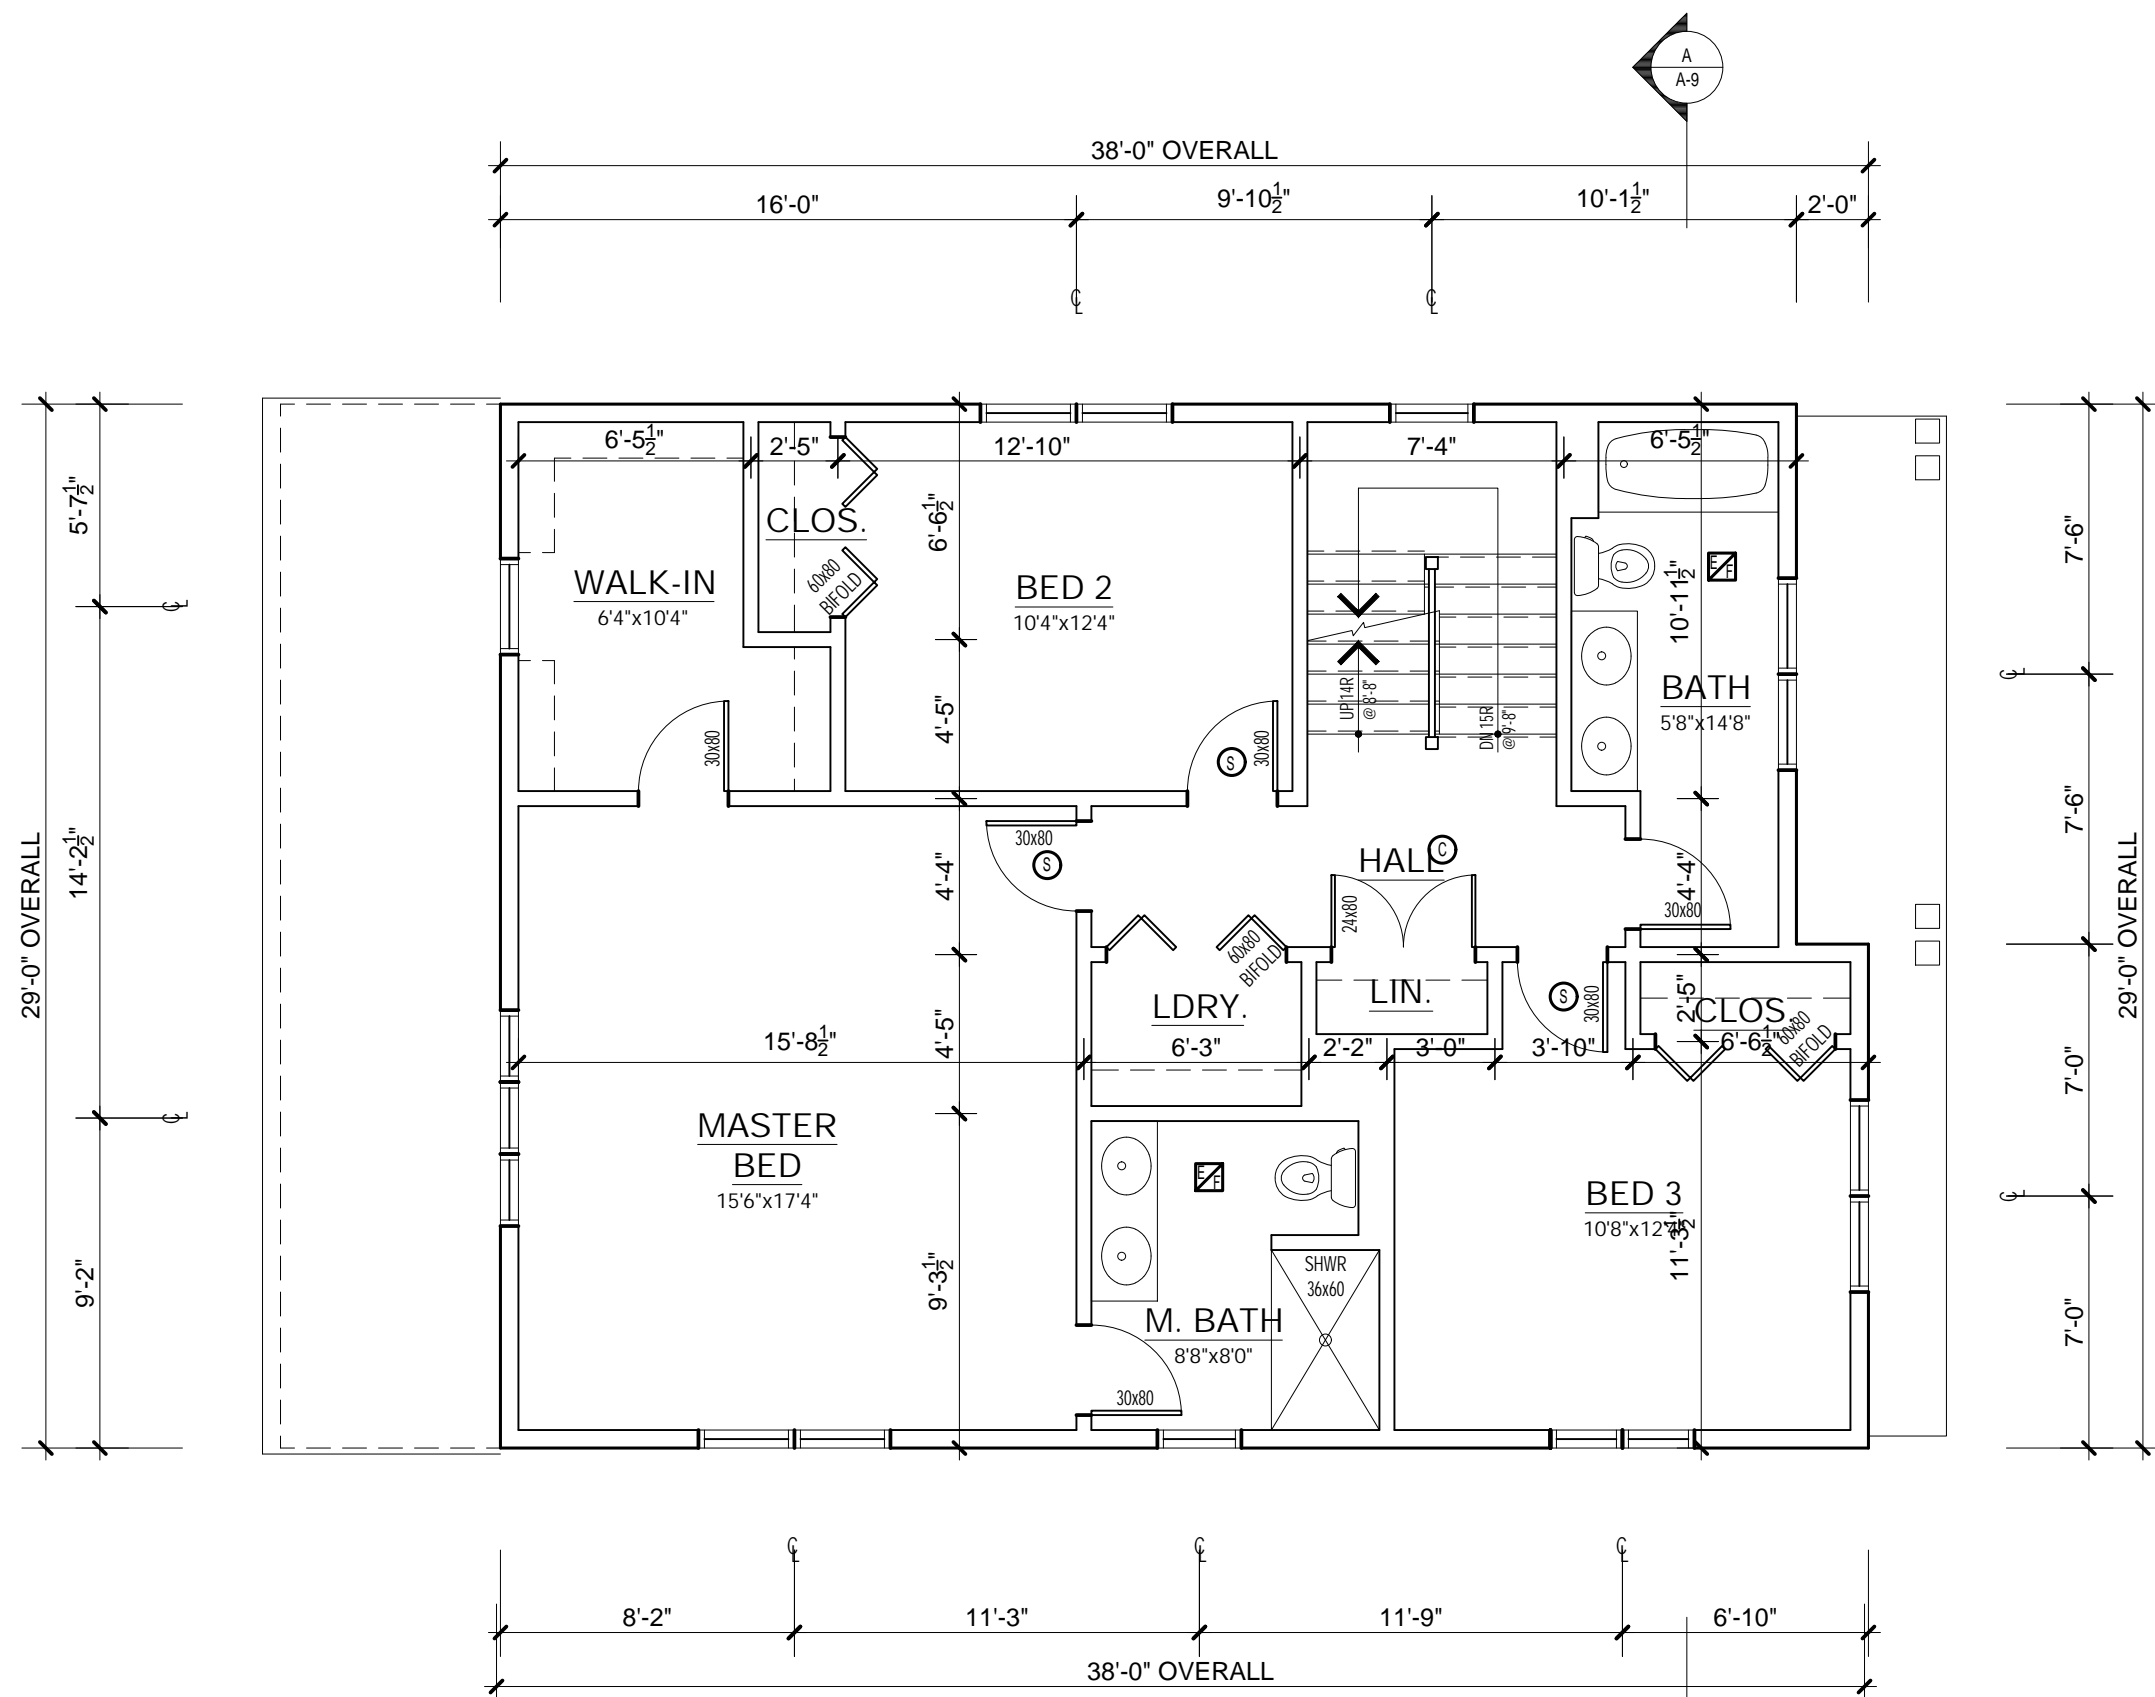 A
A-9
38'-0" OVERALL
16'-0"
9'-10½"
10'-1½"
2'-0"
℄
℄
6'-5½"
2'-5"
12'-10"
7'-4"
6'-5½"
5'-7½"
14'-2½"
9'-2"
29'-0" OVERALL
℄
℄
CLOS.
60x80
BIFOLD
WALK-IN
6'4"x10'4"
30x80
6'-6½"
BED 2
10'4"x12'4"
4'-5"
S
30x80
UP 14R
@ 8'-8"
DN 15R
@ 9'-8"
E
F
10'-11½"
BATH
5'8"x14'8"
7'-6"
7'-6"
7'-0"
7'-0"
29'-0" OVERALL
℄
℄
30x80
S
4'-4"
HALL
C
24x80
4'-4"
30x80
60x80
BIFOLD
LDRY.
LIN.
S
30x80
2'-5"
CLOS.
60x80
BIFOLD
15'-8½"
4'-5"
6'-3"
2'-2"
3'-0"
3'-10"
6'-6½"
MASTER
BED
15'6"x17'4"
9'-3½"
E
F
SHWR
36x60
M. BATH
8'8"x8'0"
30x80
BED 3
10'8"x12'4"
11'-3½"
℄
℄
℄
8'-2"
11'-3"
11'-9"
6'-10"
38'-0" OVERALL